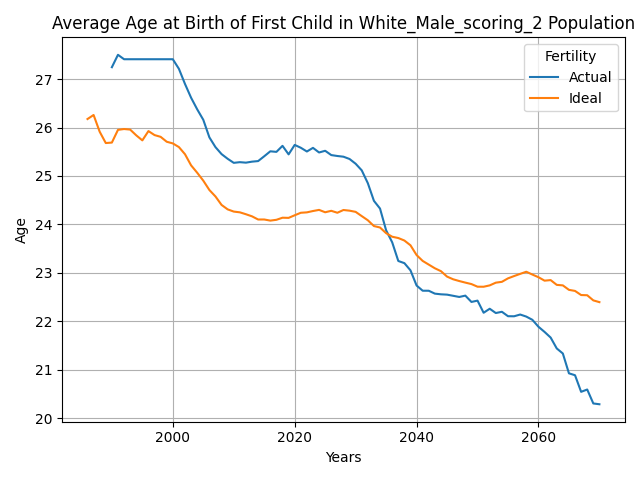 Average Age at Birth of First Child in White_Male_scoring_2 Population
Fertility
Actual
Ideal
27
26
25
24
23
22
21
20
Age
2000
2020
2040
2060
Years